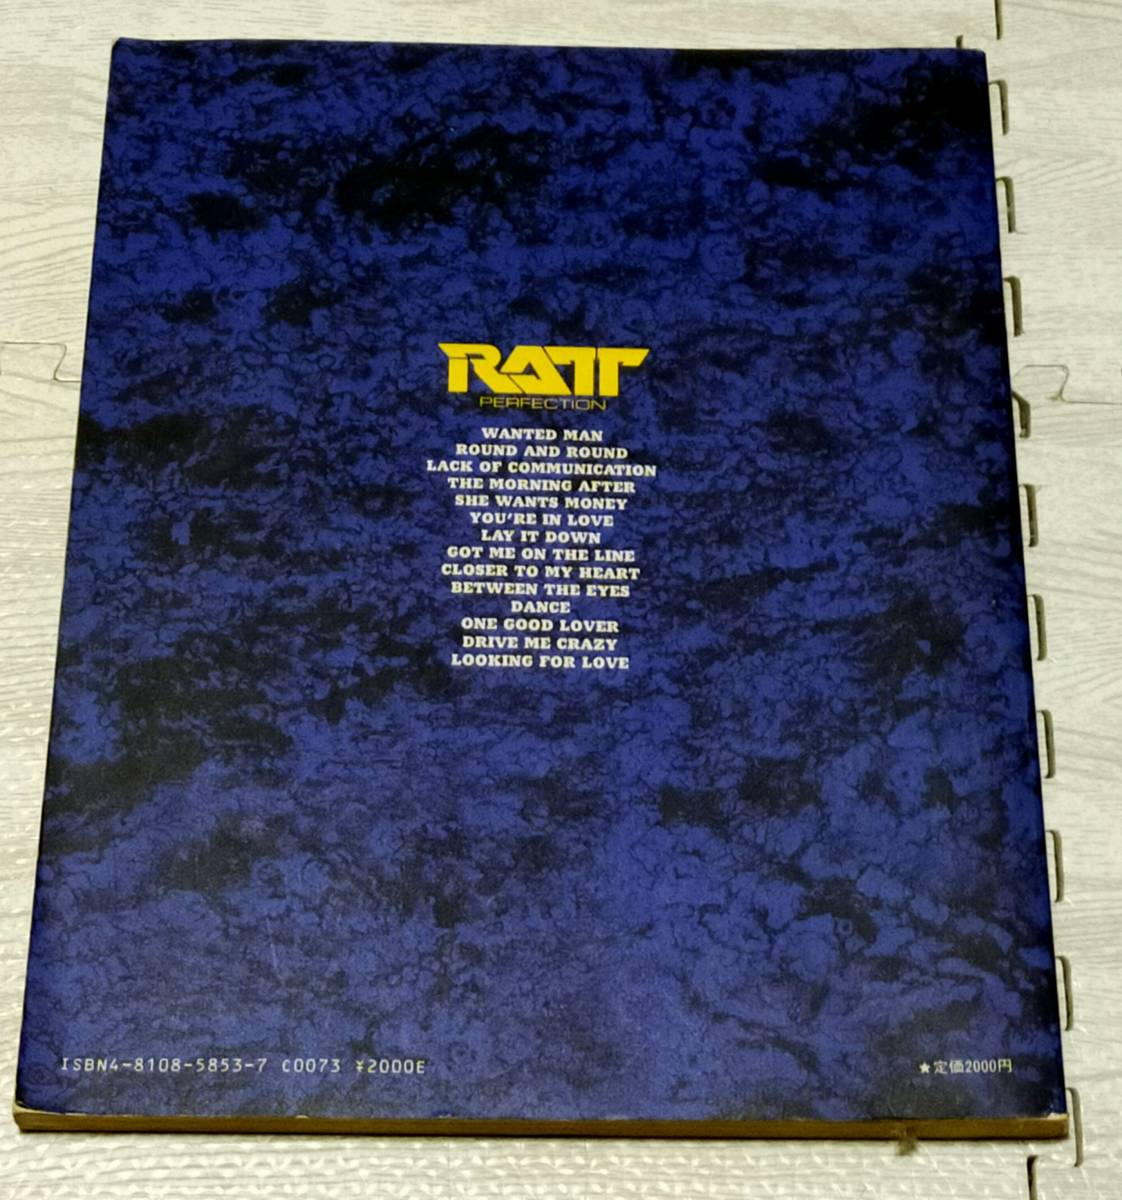 RATT
PERFECTION
WANTED MAN
ROUND AND ROUND
LACK OF COMMUNICATION
THE MORNING AFTER
SHE WANTS MONEY
YOU'RE IN LOVE
LAY IT DOWN
GOT ME ON THE LINE
CLOSER TO MY HEART
BETWEEN THE EYES
DANCE
ONE GOOD LOVER
DRIVE ME CRAZY
LOOKING FOR LOVE
ISBN4-8108-5853-7 C0073 ¥2000E
★定価2000円